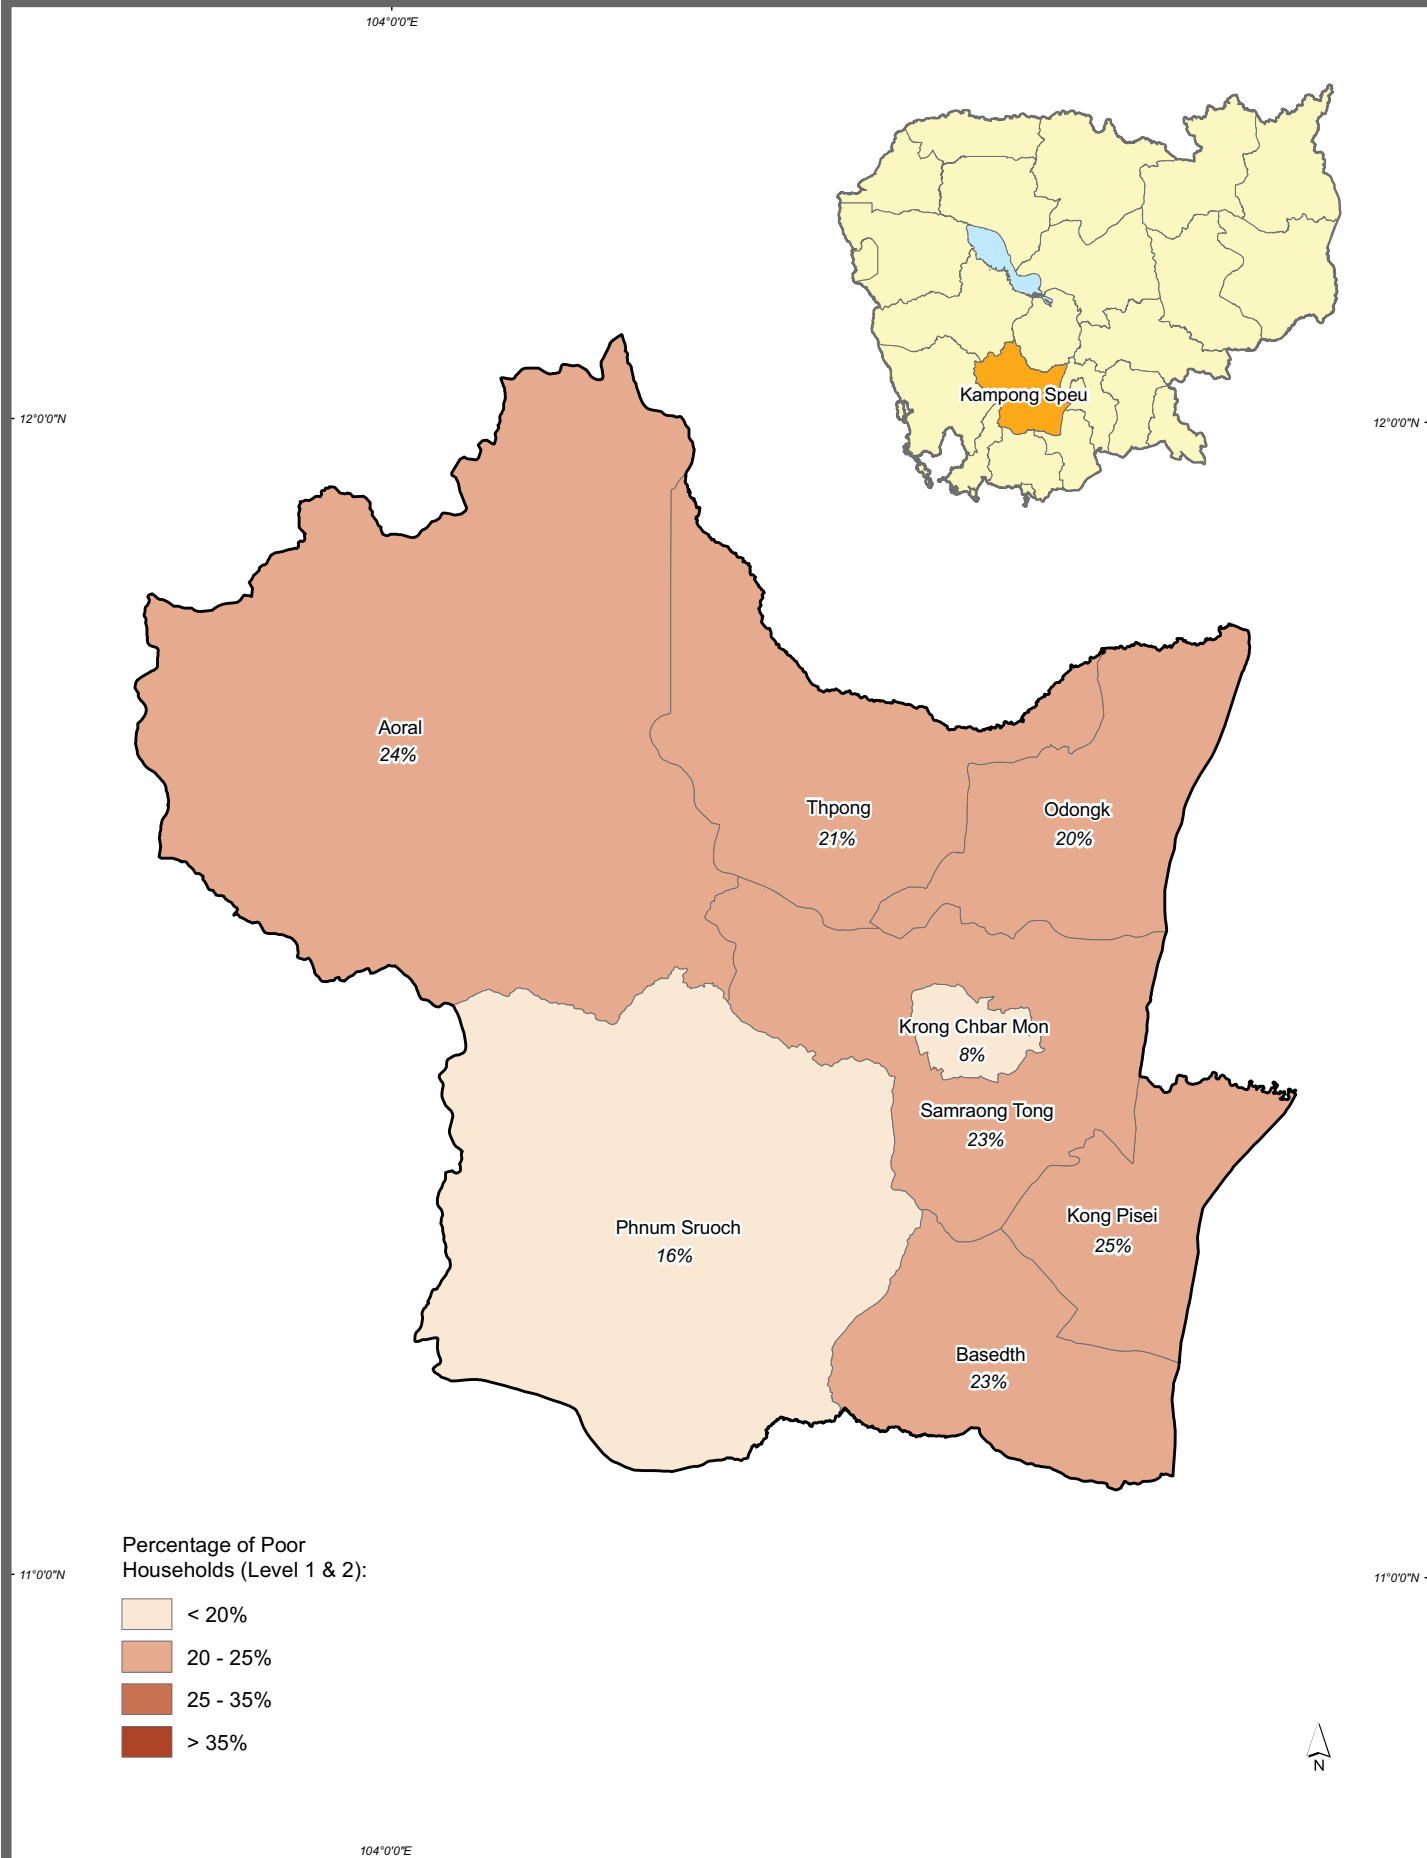 104°0'0"E
Kampong Speu
12°0'0"N
12°0'0"N
Aoral
24%
Thpong
21%
Odongk
20%
Krong Chbar Mon
8%
Samraong Tong
23%
Kong Pisei
25%
Phnum Sruoch
16%
Basedth
23%
Percentage of Poor
Households (Level 1 & 2):
11°0'0"N
11°0'0"N
< 20%
20 - 25%
25 - 35%
> 35%
N
104°0'0"E